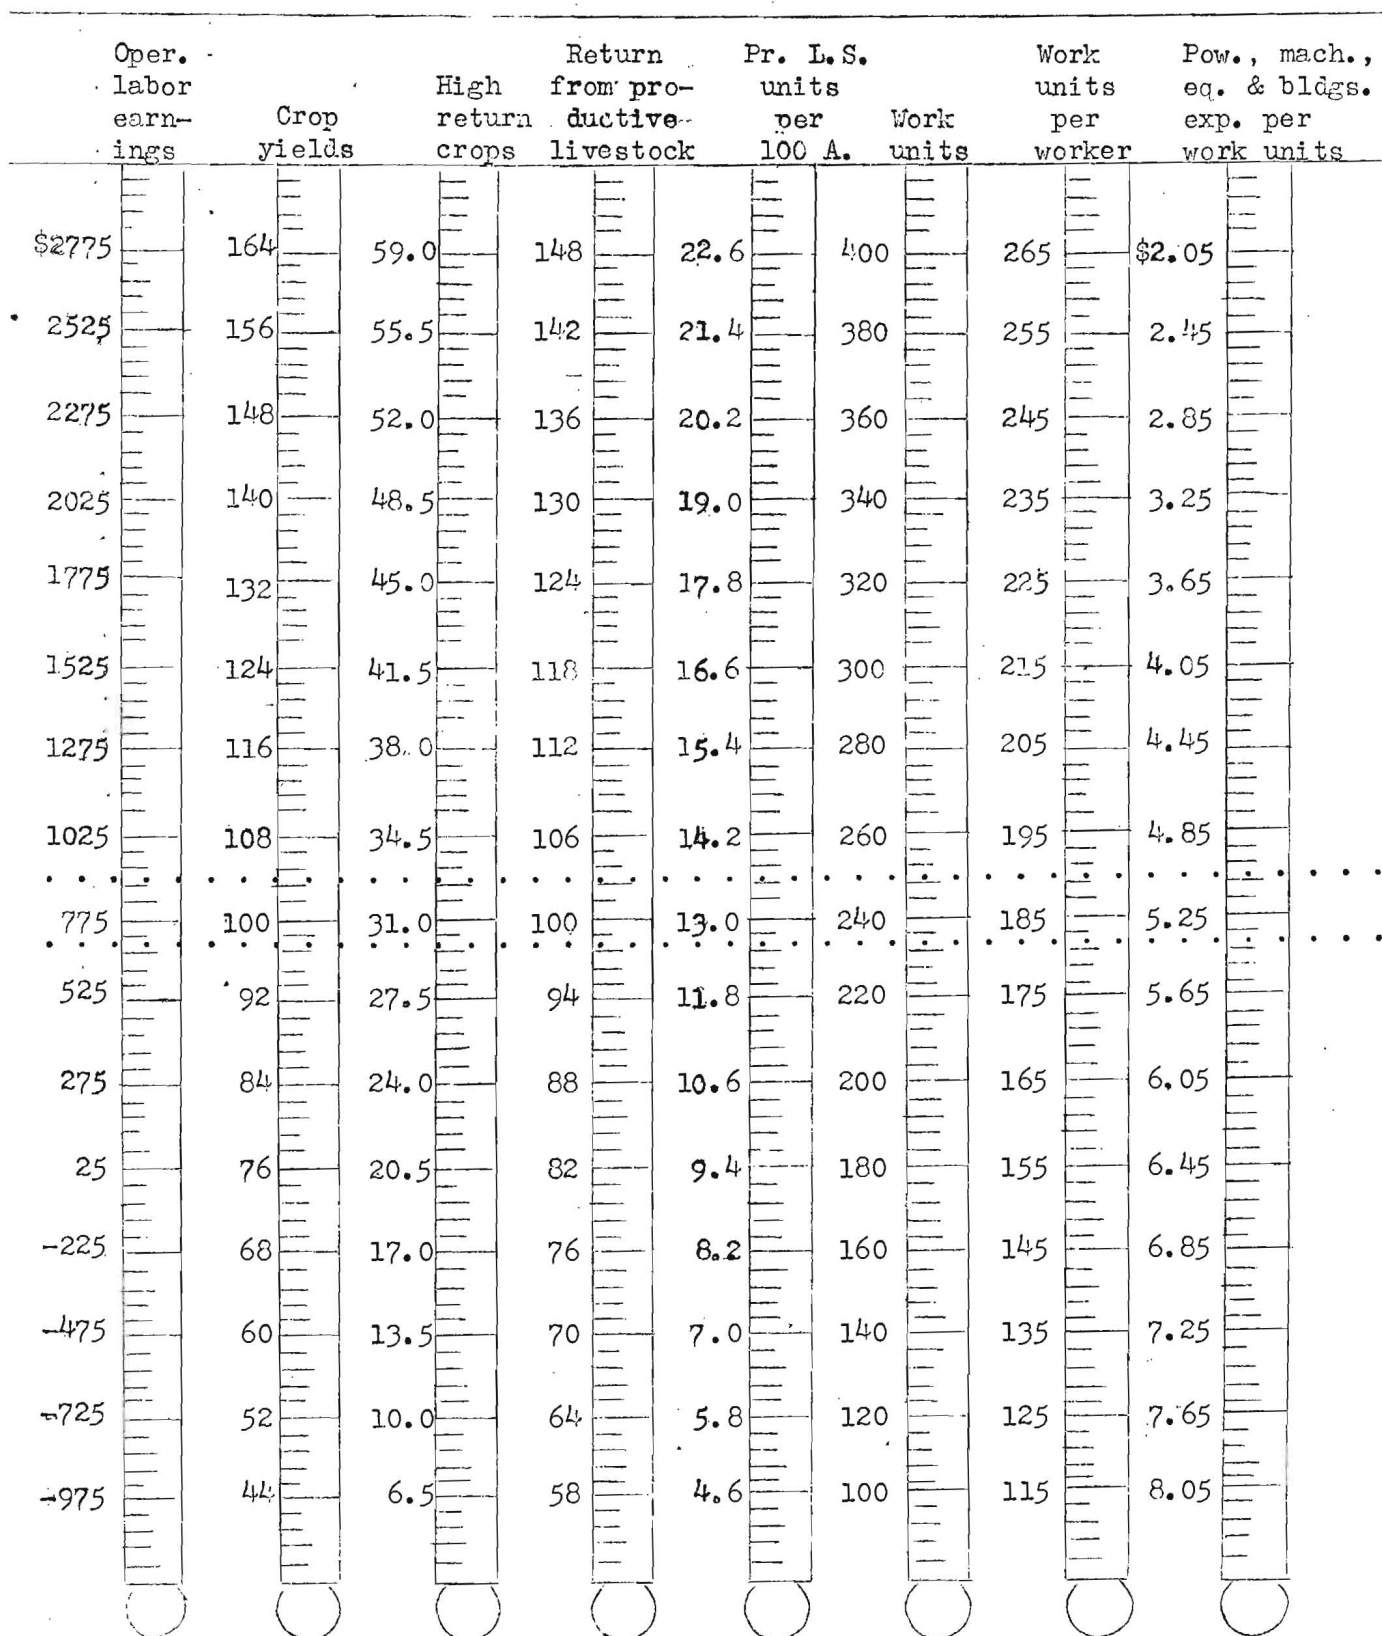 Oper. Return Pr. L.S. Work Pow., mach.,
labor High from pro- units units eq. & bldgs.
earn- Crop return ductive per Work per exp. per
ings yields crops livestock 100 A. units worker work units
$2775 164 59.0 148 22.6 400 265 $2.05
2525 156 55.5 142 21.4 380 255 2.45
2275 148 52.0 136 20.2 360 245 2.85
2025 140 48.5 130 19.0 340 235 3.25
1775 132 45.0 124 17.8 320 225 3.65
1525 124 41.5 118 16.6 300 215 4.05
1275 116 38.0 112 15.4 280 205 4.45
1025 108 34.5 106 14.2 260 195 4.85
775 100 31.0 100 13.0 240 185 5.25
525 92 27.5 94 11.8 220 175 5.65
275 84 24.0 88 10.6 200 165 6.05
25 76 20.5 82 9.4 180 155 6.45
-225 68 17.0 76 8.2 160 145 6.85
-475 60 13.5 70 7.0 140 135 7.25
-725 52 10.0 64 5.8 120 125 7.65
-975 44 6.5 58 4.6 100 115 8.05